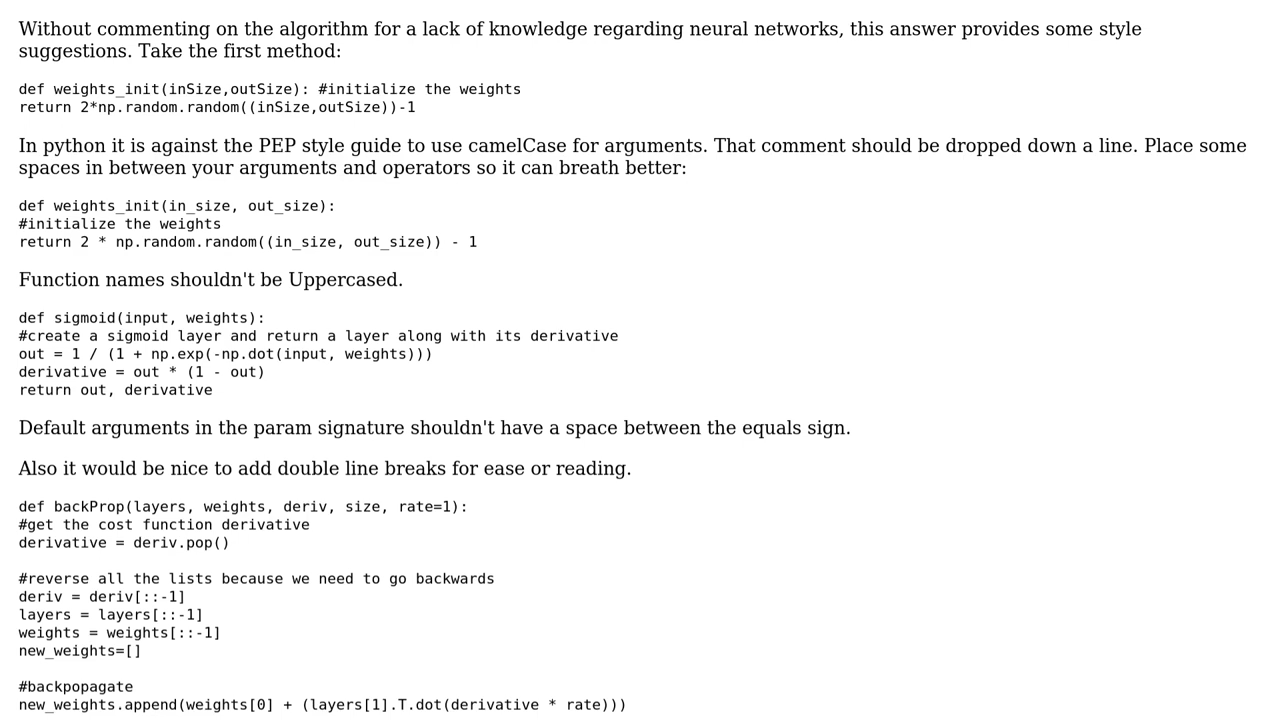 Without commenting on the algorithm for a lack of knowledge regarding neural networks, this answer provides some style
suggestions. Take the first method:
def weights_init(inSize,outSize): #initialize the weights
return 2*np.random.random((inSize,outSize))-1
In python it is against the PEP style guide to use camelCase for arguments. That comment should be dropped down a line. Place some
spaces in between your arguments and operators so it can breath better:
def weights_init(in_size, out_size):
#initialize the weights
return 2 * np.random.random((in_size, out_size)) - 1
Function names shouldn't be Uppercased.
def sigmoid(input, weights):
#create a sigmoid layer and return a layer along with its derivative
out = 1 / (1 + np.exp(-np.dot(input, weights)))
derivative = out * (1 - out)
return out, derivative
Default arguments in the param signature shouldn't have a space between the equals sign.
Also it would be nice to add double line breaks for ease or reading.
def backProp(layers, weights, deriv, size, rate=1):
#get the cost function derivative
derivative = deriv.pop()
#reverse all the lists because we need to go backwards
deriv = deriv[::-1]
layers = layers[::-1]
weights = weights[::-1]
new_weights=[]
#backpopagate
new_weights.append(weights[0] + (layers[1].T.dot(derivative * rate)))